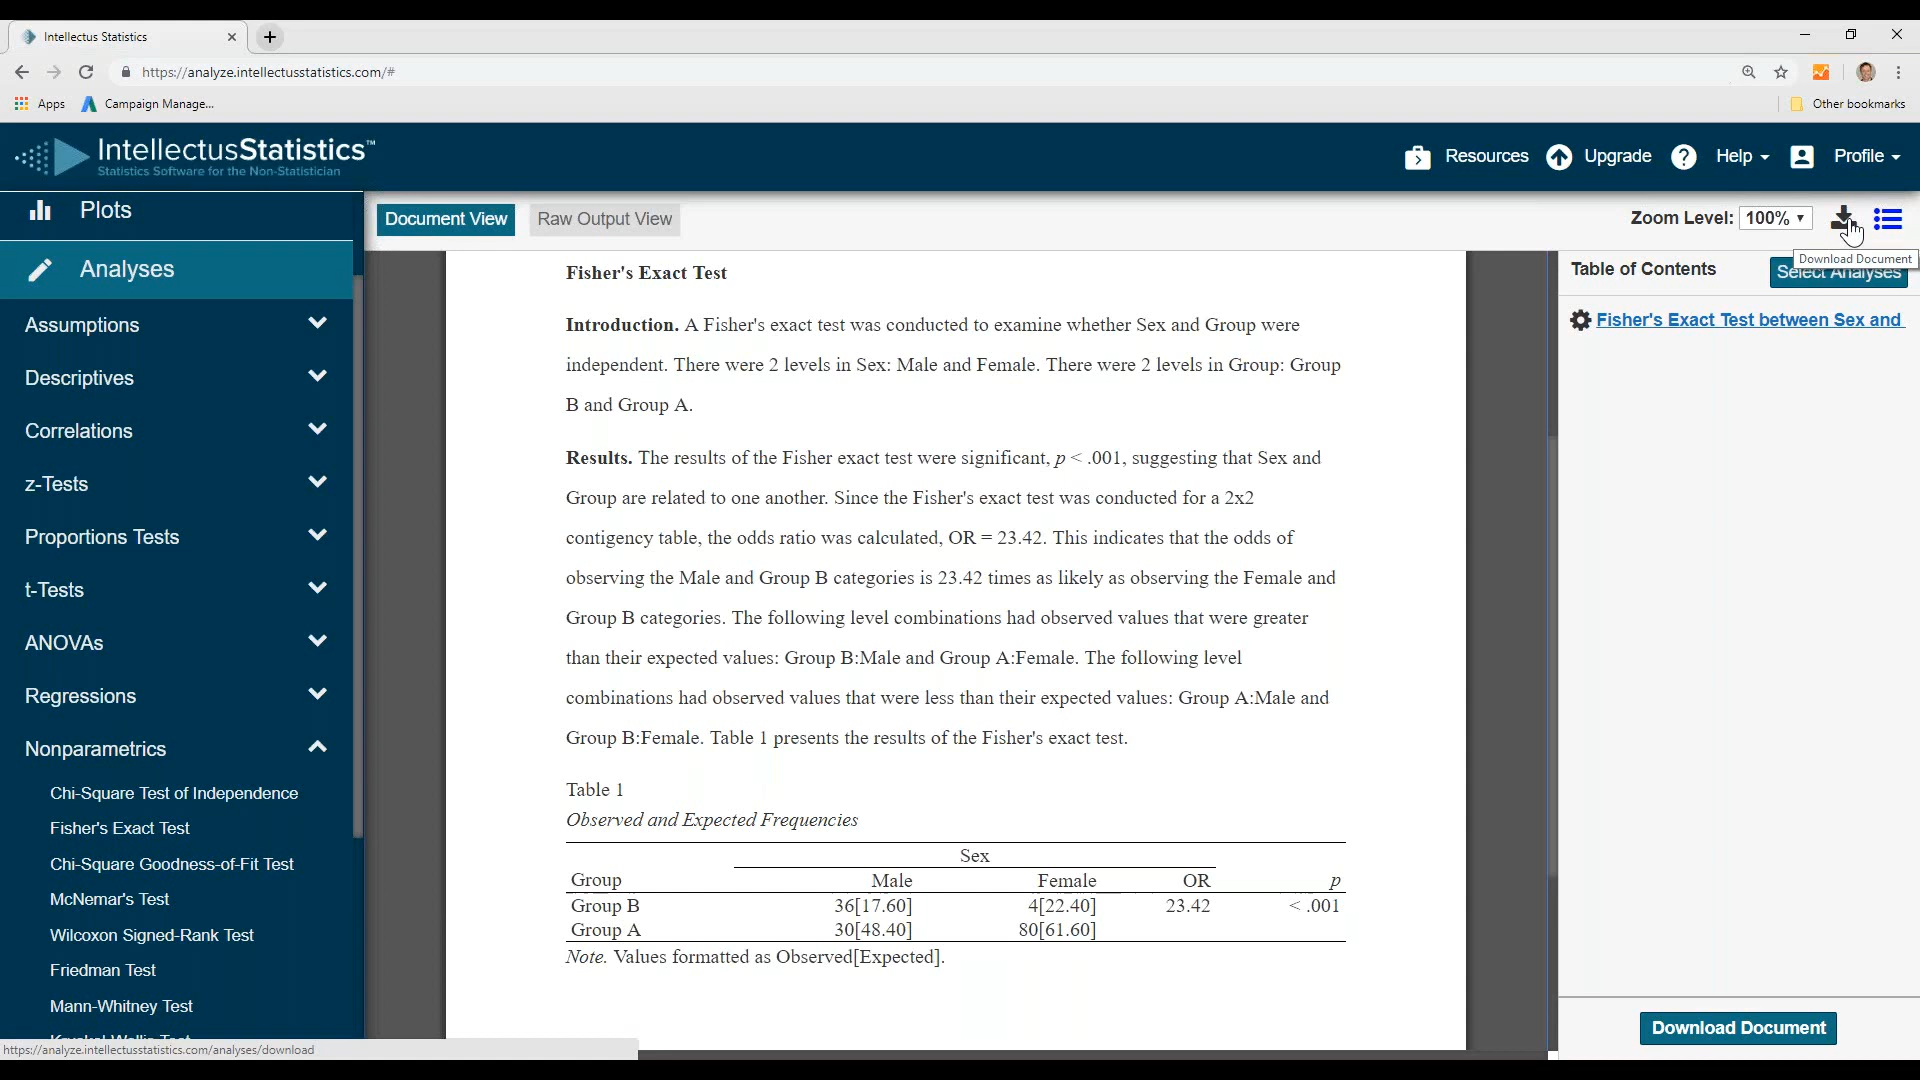 Intellectus Statistics
https://analyze.intellectusstatistics.com/#
Apps
Campaign Manage...
Other bookmarks
IntellectusStatistics™
Statistics Software for the Non-Statistician
Resources
Upgrade
Help
Profile
Plots
Analyses
Assumptions
Descriptives
Correlations
z-Tests
Proportions Tests
t-Tests
ANOVAs
Regressions
Nonparametrics
Chi-Square Test of Independence
Fisher's Exact Test
Chi-Square Goodness-of-Fit Test
McNemar's Test
Wilcoxon Signed-Rank Test
Friedman Test
Mann-Whitney Test
https://analyze.intellectusstatistics.com/analyses/download
Document View
Raw Output View
Zoom Level: 100%
Download Document
Fisher's Exact Test
Introduction. A Fisher's exact test was conducted to examine whether Sex and Group were
independent. There were 2 levels in Sex: Male and Female. There were 2 levels in Group: Group
B and Group A.
Results. The results of the Fisher exact test were significant, p < .001, suggesting that Sex and
Group are related to one another. Since the Fisher's exact test was conducted for a 2x2
contigency table, the odds ratio was calculated, OR = 23.42. This indicates that the odds of
observing the Male and Group B categories is 23.42 times as likely as observing the Female and
Group B categories. The following level combinations had observed values that were greater
than their expected values: Group B:Male and Group A:Female. The following level
combinations had observed values that were less than their expected values: Group A:Male and
Group B:Female. Table 1 presents the results of the Fisher's exact test.
Table 1
Observed and Expected Frequencies
Sex
Group Male Female OR p
Group B 36[17.60] 4[22.40] 23.42 < .001
Group A 30[48.40] 80[61.60]
Note. Values formatted as Observed[Expected].
Table of Contents
Select Analyses
Fisher's Exact Test between Sex and
Download Document